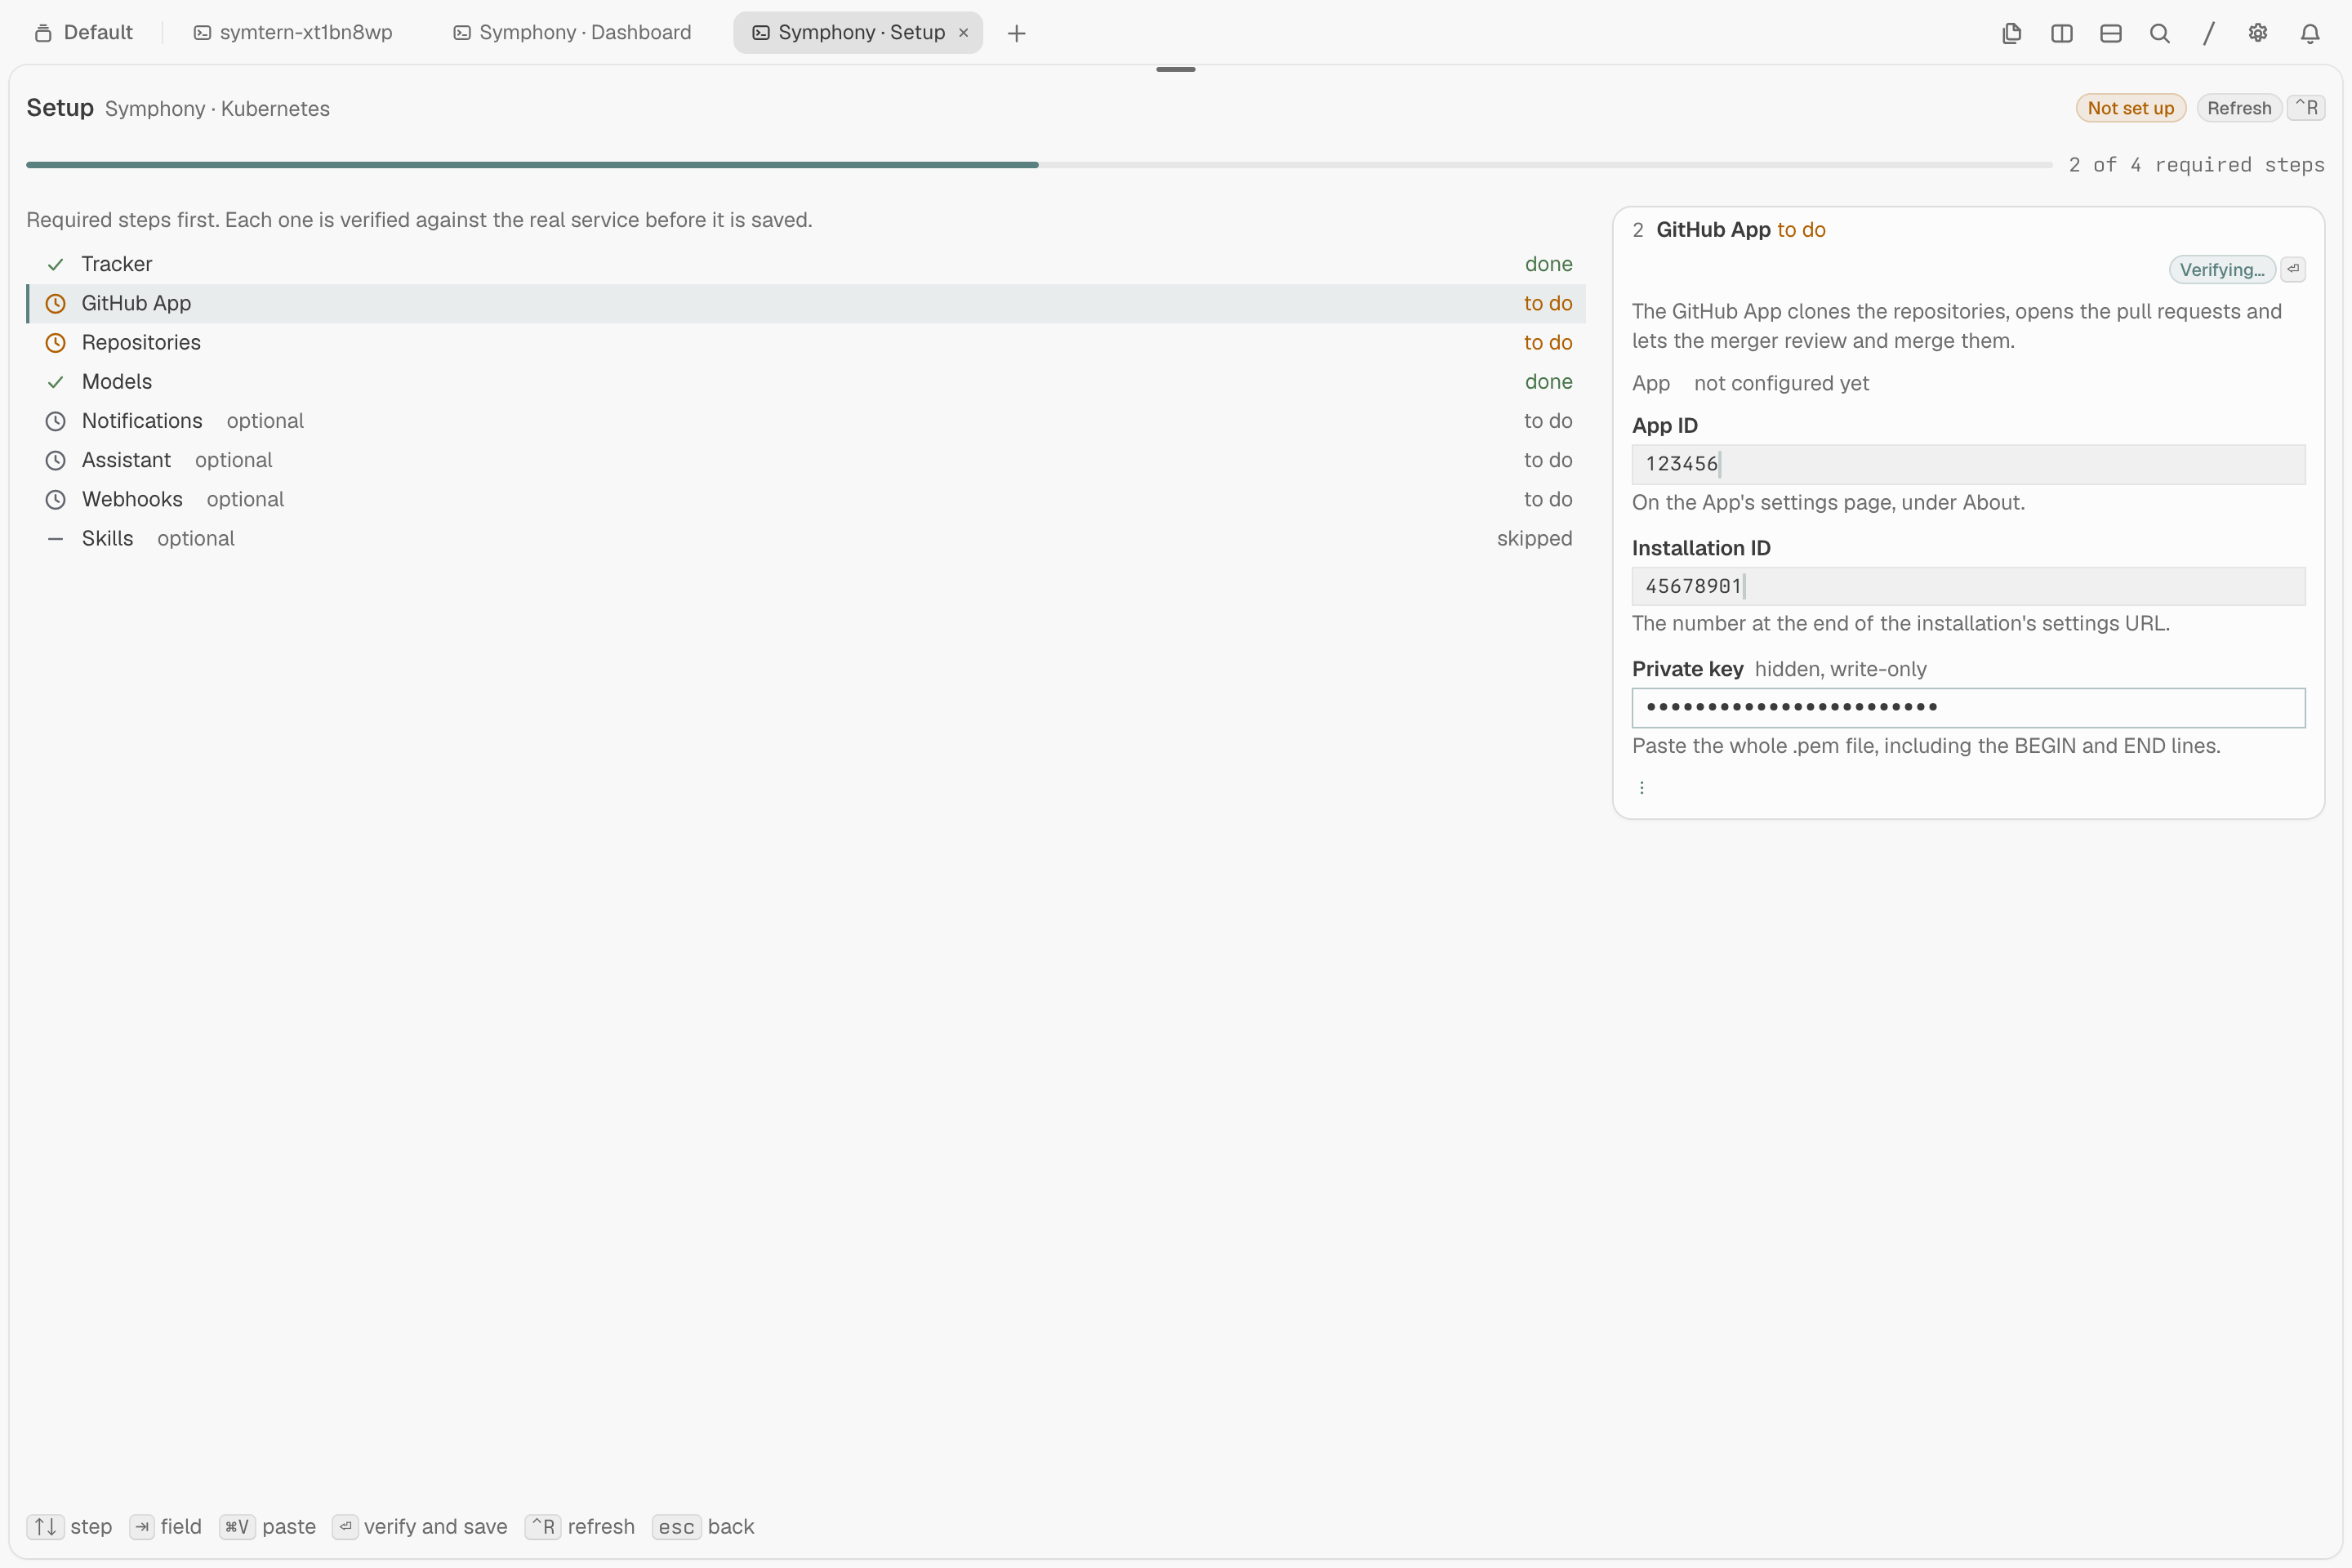 Default
symtern-xt1bn8wp
Symphony · Dashboard
Symphony · Setup ×
Setup Symphony · Kubernetes
Not set up
Refresh ^R
2 of 4 required steps
Required steps first. Each one is verified against the real service before it is saved.
Tracker done
GitHub App to do
Repositories to do
Models done
Notifications optional to do
Assistant optional to do
Webhooks optional to do
Skills optional skipped
2 GitHub App to do
Verifying… ⏎
The GitHub App clones the repositories, opens the pull requests and
lets the merger review and merge them.
App not configured yet
App ID
123456
On the App's settings page, under About.
Installation ID
45678901
The number at the end of the installation's settings URL.
Private key hidden, write-only
••••••••••••••••••••••••
Paste the whole .pem file, including the BEGIN and END lines.
↑↓ step ⇥ field ⌘V paste ⏎ verify and save ^R refresh esc back